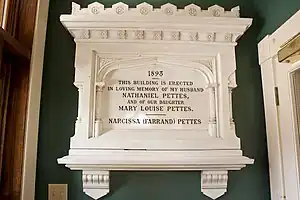 1893
THIS BUILDING IS ERECTED
IN LOVING MEMORY OF MY HUSBAND
NATHANIEL PETTES,
AND OF OUR DAUGHTER
MARY LOUISE PETTES.
NARCISSA (FARRAND) PETTES